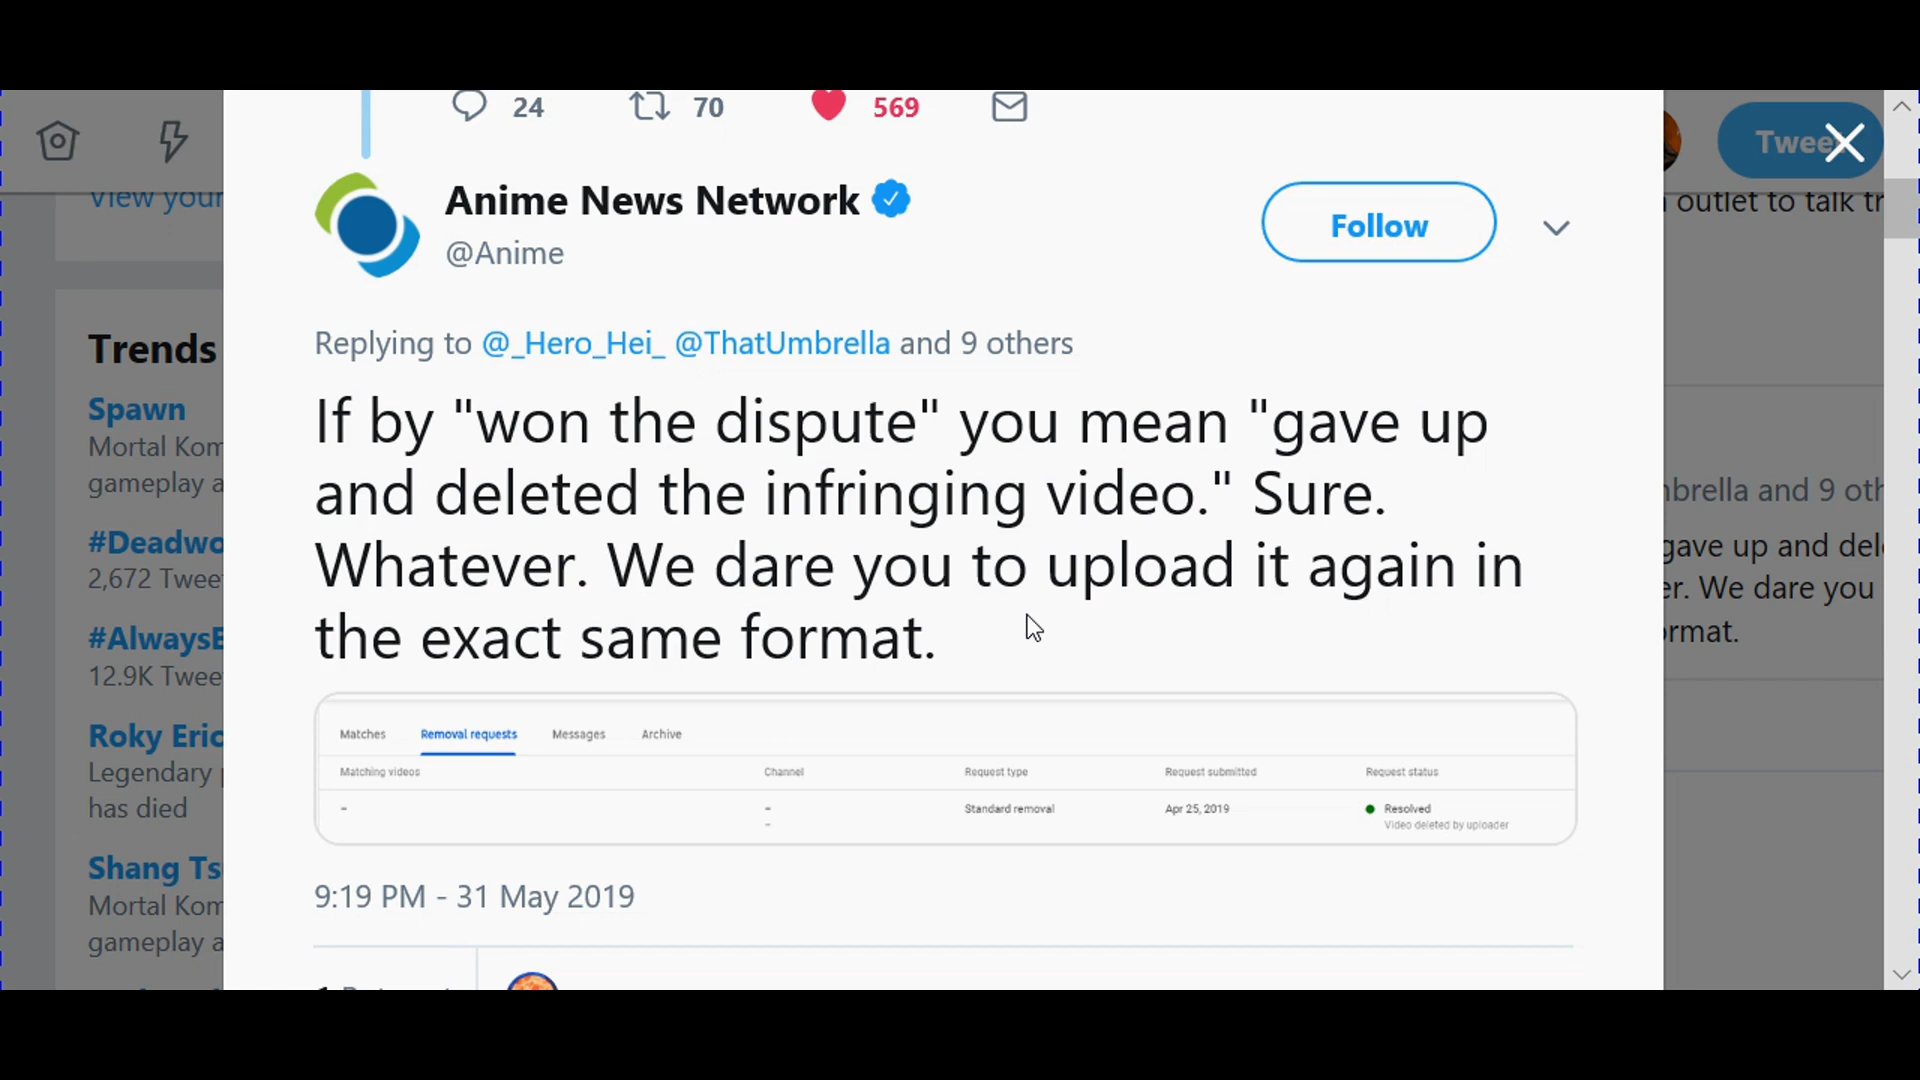 24 70 569
Tweet
View your
Anime News Network
@Anime
Follow
outlet to talk tr
Replying to @_Hero_Hei_ @ThatUmbrella and 9 others
If by "won the dispute" you mean "gave up
and deleted the infringing video." Sure.
Whatever. We dare you to upload it again in
the exact same format.
Matches Removal requests Messages Archive
Matching videos Channel Request type Request submitted Request status
- - Standard removal Apr 25, 2019 Resolved
- Video deleted by uploader
9:19 PM - 31 May 2019
Trends
Spawn
Mortal Kom
gameplay a
#Deadwo
2,672 Twee
#AlwaysB
12.9K Twee
Roky Eric
Legendary
has died
Shang Ts
Mortal Kom
gameplay a
brella and 9 oth
gave up and del
er. We dare you
ormat.